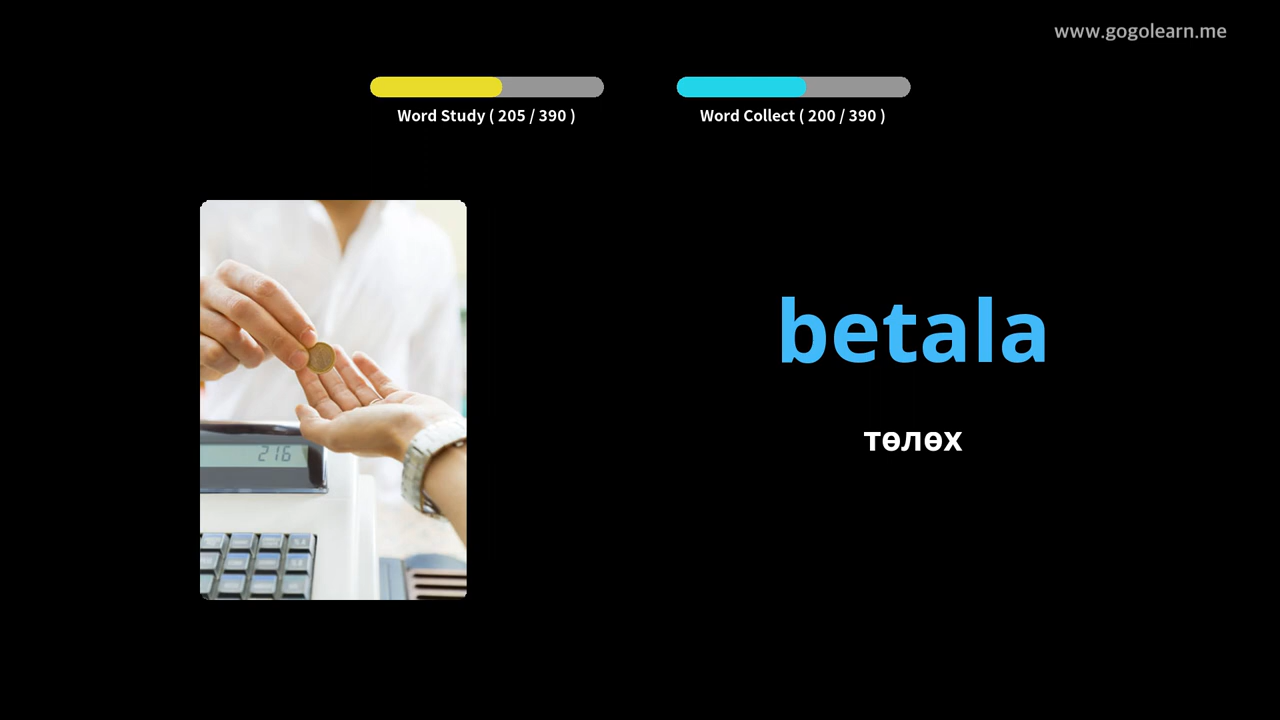 www.gogolearn.me
Word Study ( 205 / 390 )
Word Collect ( 200 / 390 )
betala
төлөх
216